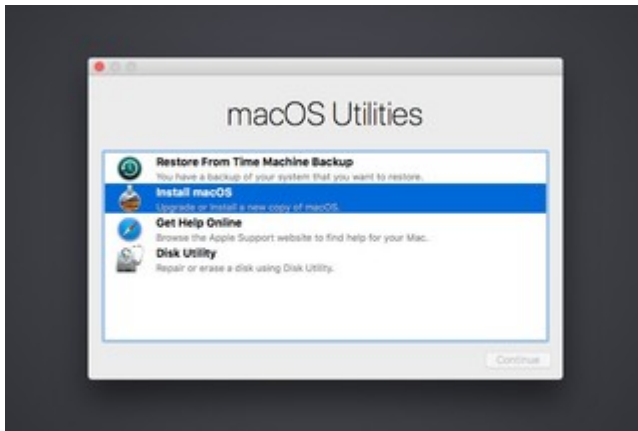 macOS Utilities
Restore From Time Machine Backup
You have a backup of your system that you want to restore.
Install macOS
Upgrade or install a new copy of macOS.
Get Help Online
Browse the Apple Support website to find help for your Mac.
Disk Utility
Repair or erase a disk using Disk Utility.
Continue